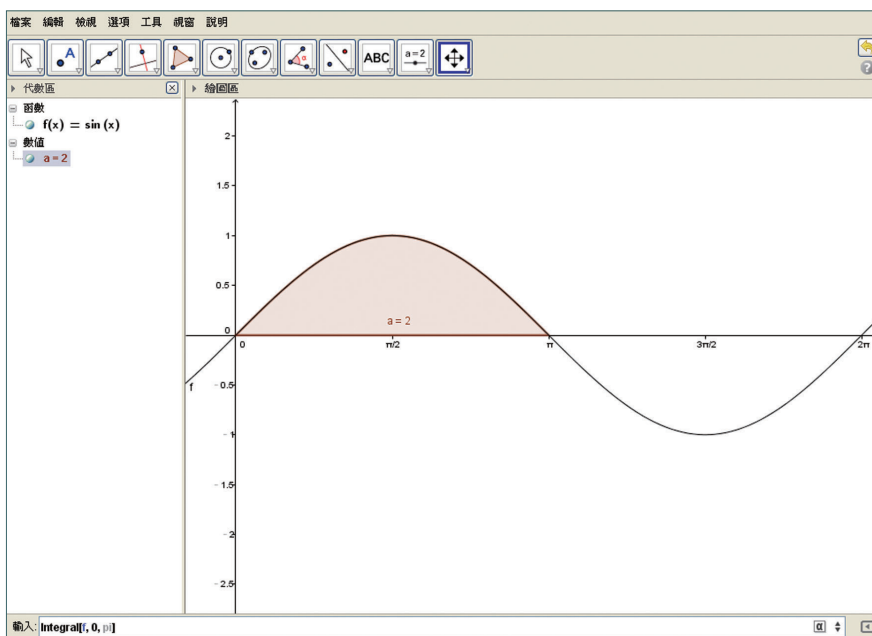 檔案 編輯 檢視 選項 工具 視窗 說明
A α ABC a=2
代數區
繪圖區
函數
f(x) = sin (x)
數值
a = 2
2
1.5
1
0.5
0
-0.5
-1
-1.5
-2
-2.5
a = 2
0 π/2 π 3π/2 2π
f
輸入: Integral[f, 0, pi] α